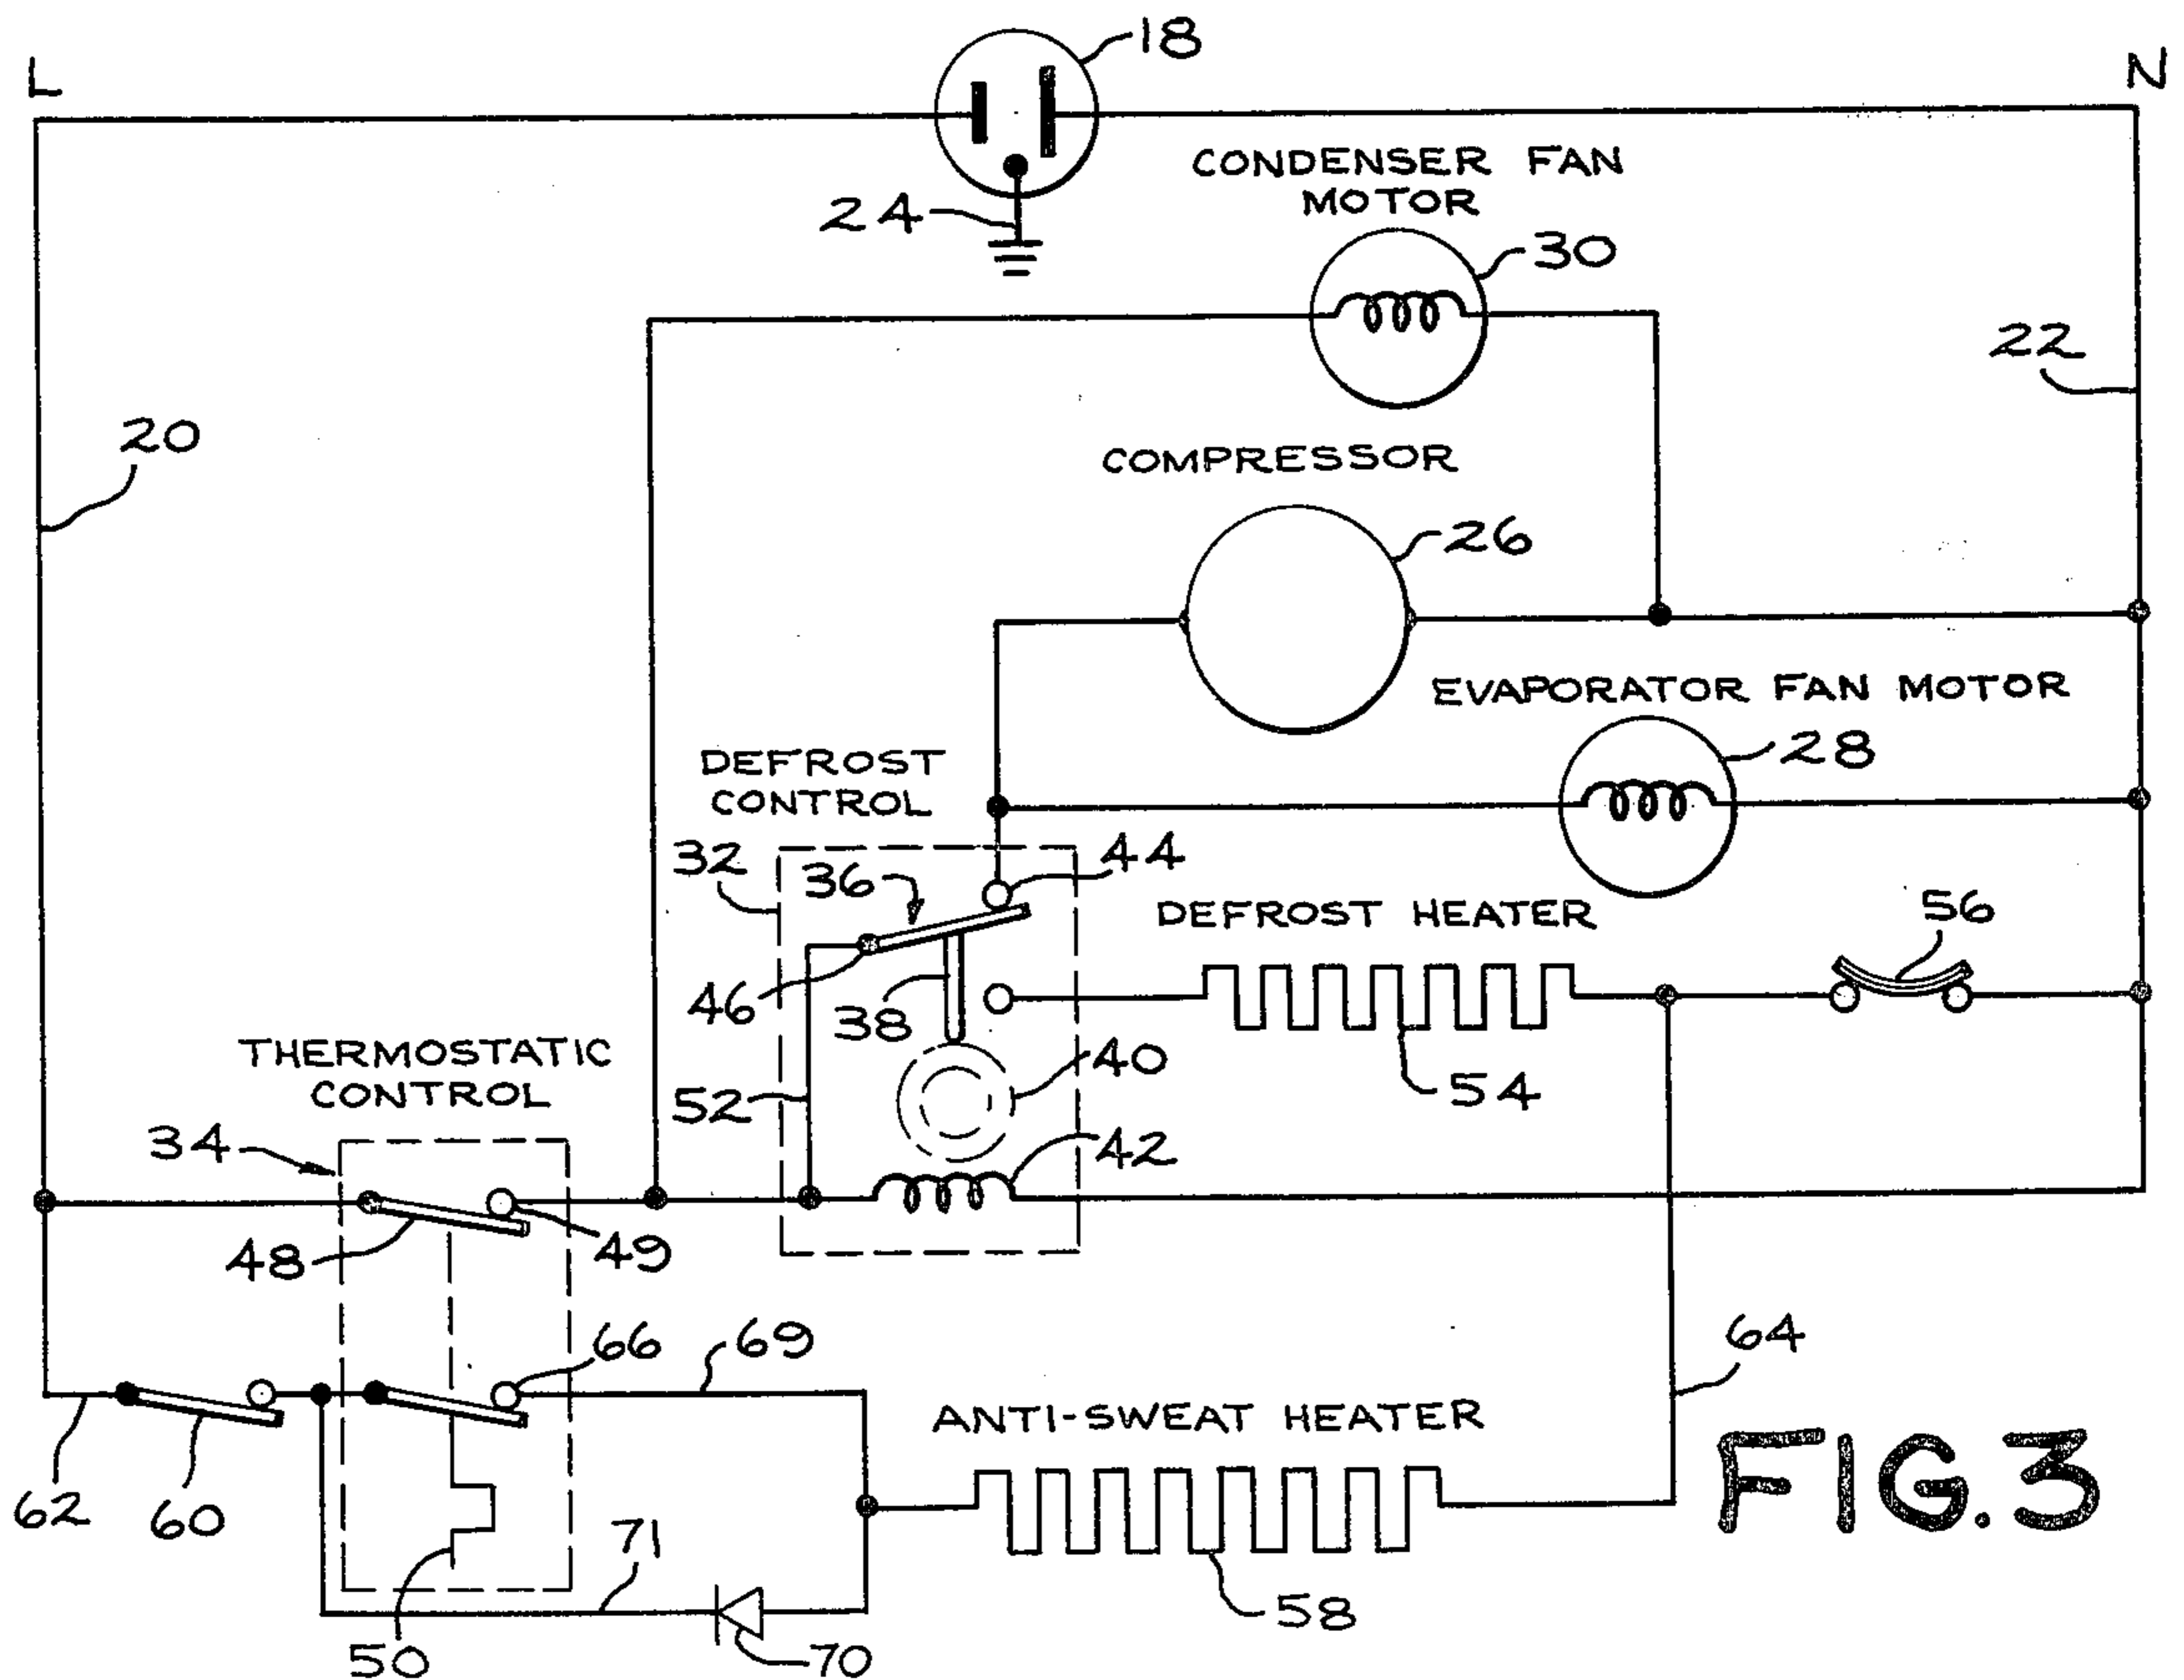 L
18
N
24
CONDENSER FAN
MOTOR
30
22
20
COMPRESSOR
26
EVAPORATOR FAN MOTOR
28
DEFROST
CONTROL
32
36
44
DEFROST HEATER
56
46
38
40
54
52
42
THERMOSTATIC
CONTROL
34
48
49
66
69
64
ANTI-SWEAT HEATER
62
60
71
50
70
58
FIG.3